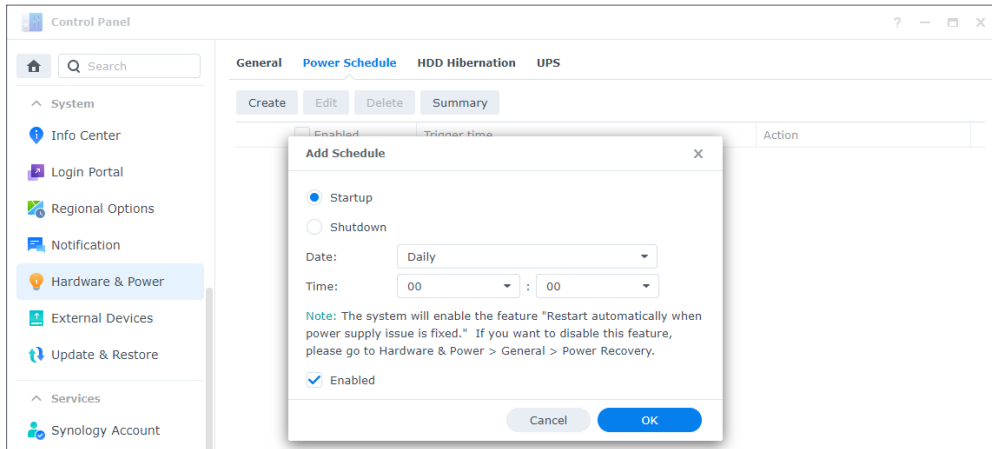 Control Panel
?
Search
General Power Schedule HDD Hibernation UPS
System
Create Edit Delete Summary
Info Center
Enabled Trigger time Action
Login Portal
Regional Options
Notification
Hardware & Power
External Devices
Update & Restore
Services
Synology Account
Add Schedule
Startup
Shutdown
Date: Daily
Time: 00 : 00
Note: The system will enable the feature "Restart automatically when
power supply issue is fixed." If you want to disable this feature,
please go to Hardware & Power > General > Power Recovery.
Enabled
Cancel OK